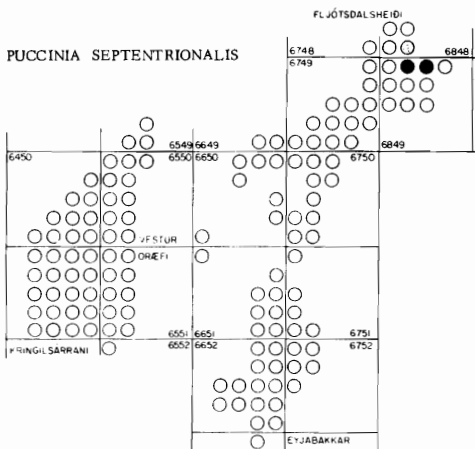 FLJÓTSDALSHEIÐI
PUCCINIA SEPTENTRIONALIS
6748 6848
6749
6549 6649
6450 6550 6650 6750 6849
VESTUR
ÖRÆFI
6551 6651 6751
KRINGILSÁRRANI 6552 6652 6752
EYJABAKKAR